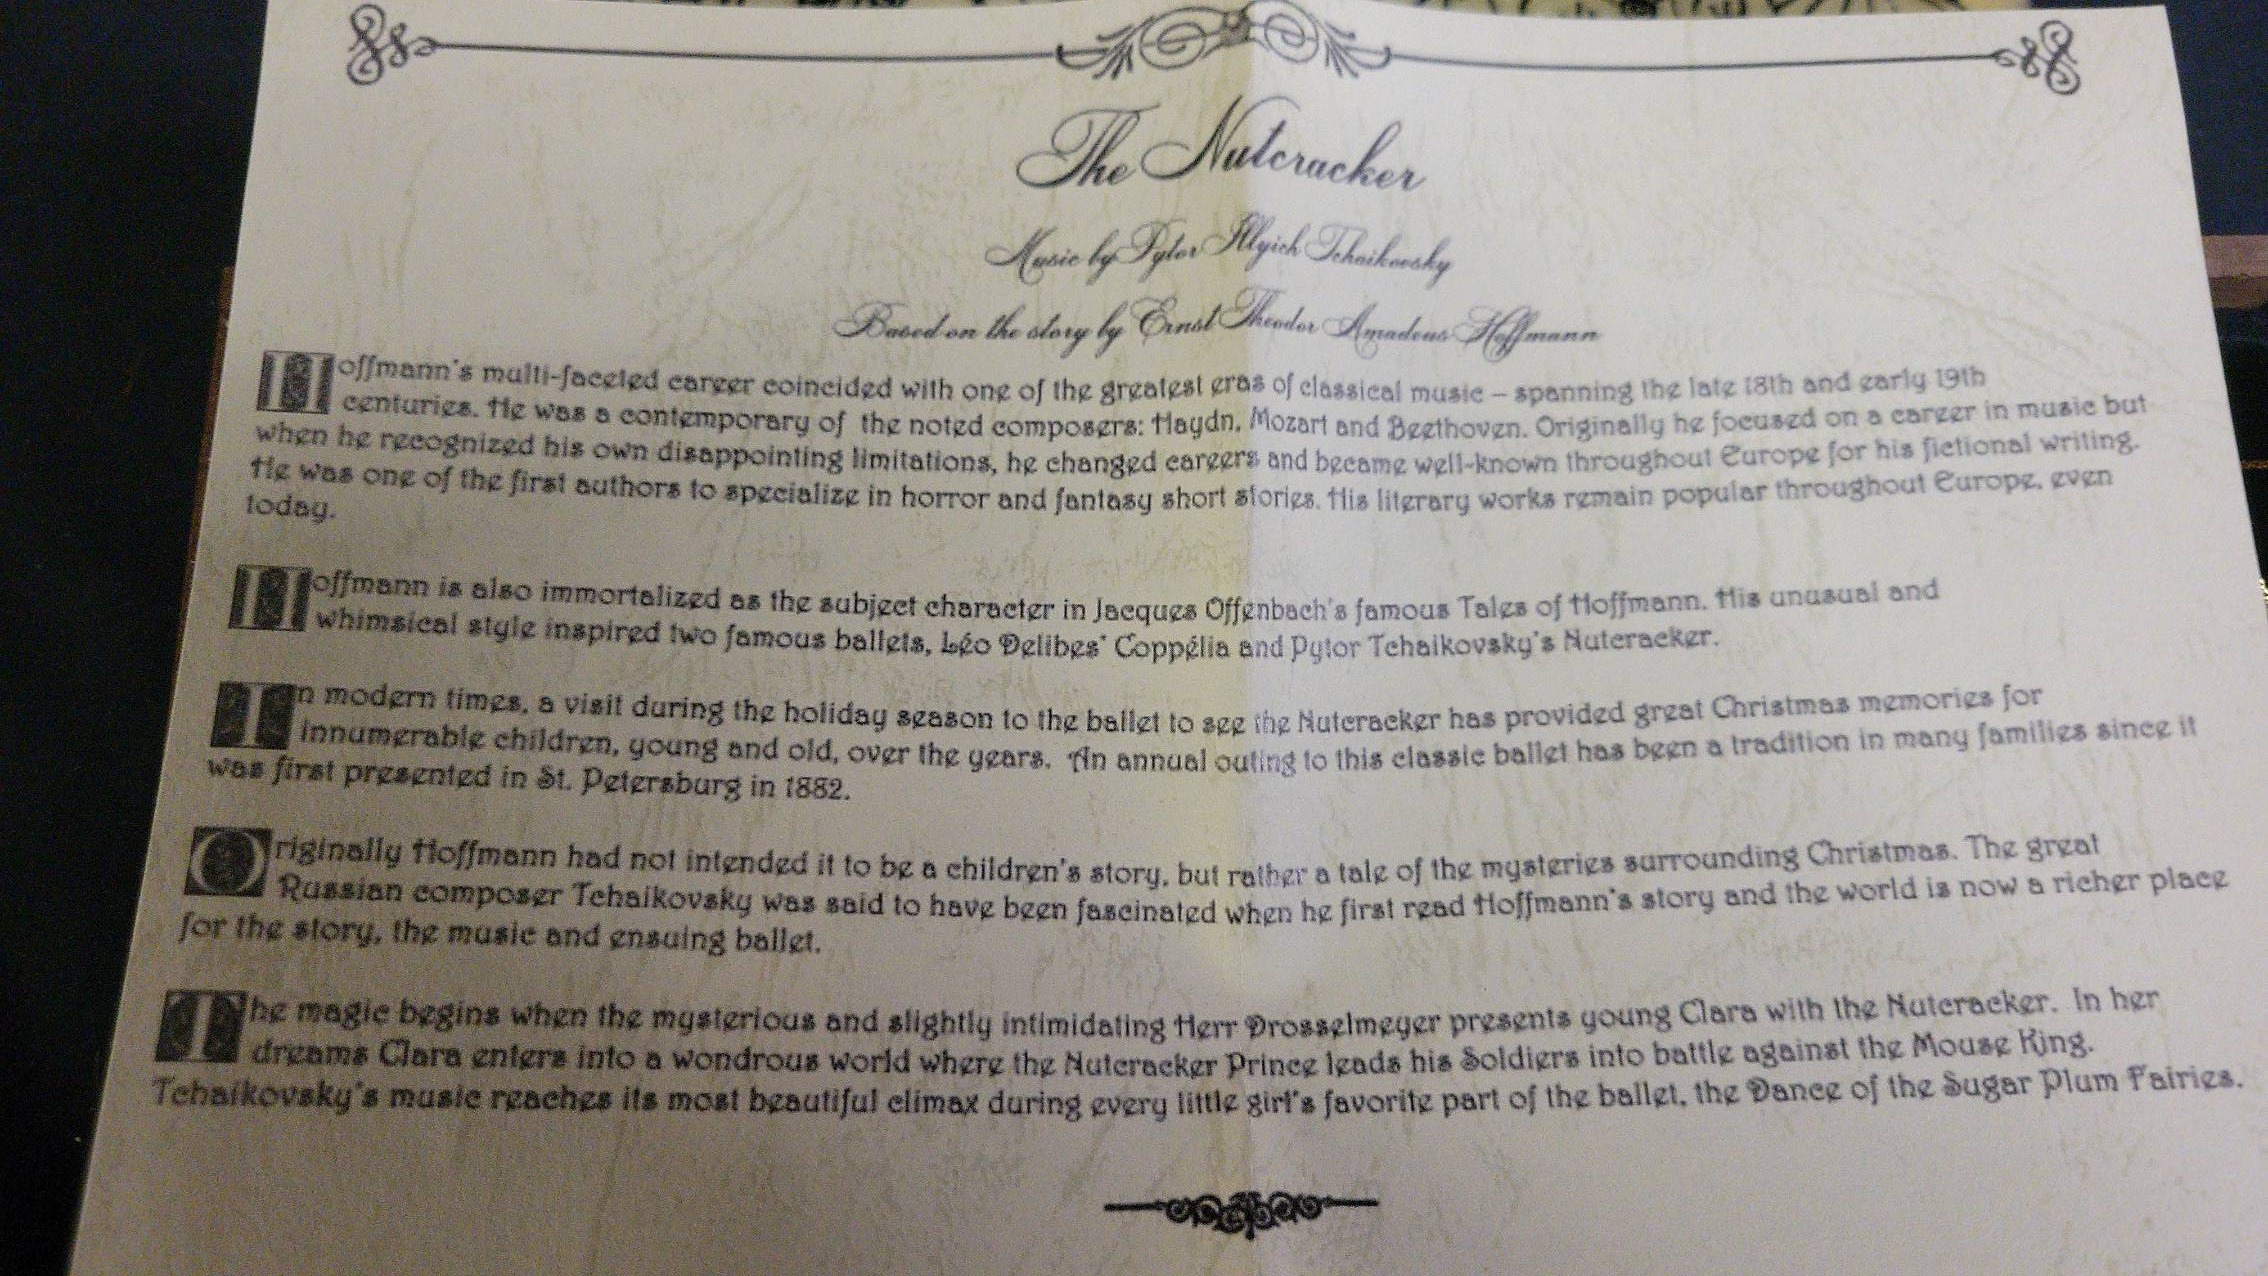 The Nutcracker
Music by Pytor Illyich Tchaikovsky
Based on the story by Ernst Theodor Amadeus Hoffmann
Hoffmann's multi-faceted career coincided with one of the greatest eras of classical music – spanning the late 18th and early 19th
centuries. He was a contemporary of the noted composers: Haydn, Mozart and Beethoven. Originally he focused on a career in music but
when he recognized his own disappointing limitations, he changed careers and became well-known throughout Europe for his fictional writing.
He was one of the first authors to specialize in horror and fantasy short stories. His literary works remain popular throughout Europe, even
today.
Hoffmann is also immortalized as the subject character in Jacques Offenbach's famous Tales of Hoffmann. His unusual and
whimsical style inspired two famous ballets, Léo Delibes' Coppélia and Pytor Tchaikovsky's Nutcracker.
In modern times, a visit during the holiday season to the ballet to see the Nutcracker has provided great Christmas memories for
innumerable children, young and old, over the years. An annual outing to this classic ballet has been a tradition in many families since it
was first presented in St. Petersburg in 1882.
Originally Hoffmann had not intended it to be a children's story, but rather a tale of the mysteries surrounding Christmas. The great
Russian composer Tchaikovsky was said to have been fascinated when he first read Hoffmann's story and the world is now a richer place
for the story, the music and ensuing ballet.
The magic begins when the mysterious and slightly intimidating Herr Drosselmeyer presents young Clara with the Nutcracker. In her
dreams Clara enters into a wondrous world where the Nutcracker Prince leads his Soldiers into battle against the Mouse King.
Tchaikovsky's music reaches its most beautiful climax during every little girl's favorite part of the ballet, the Dance of the Sugar Plum Fairies.